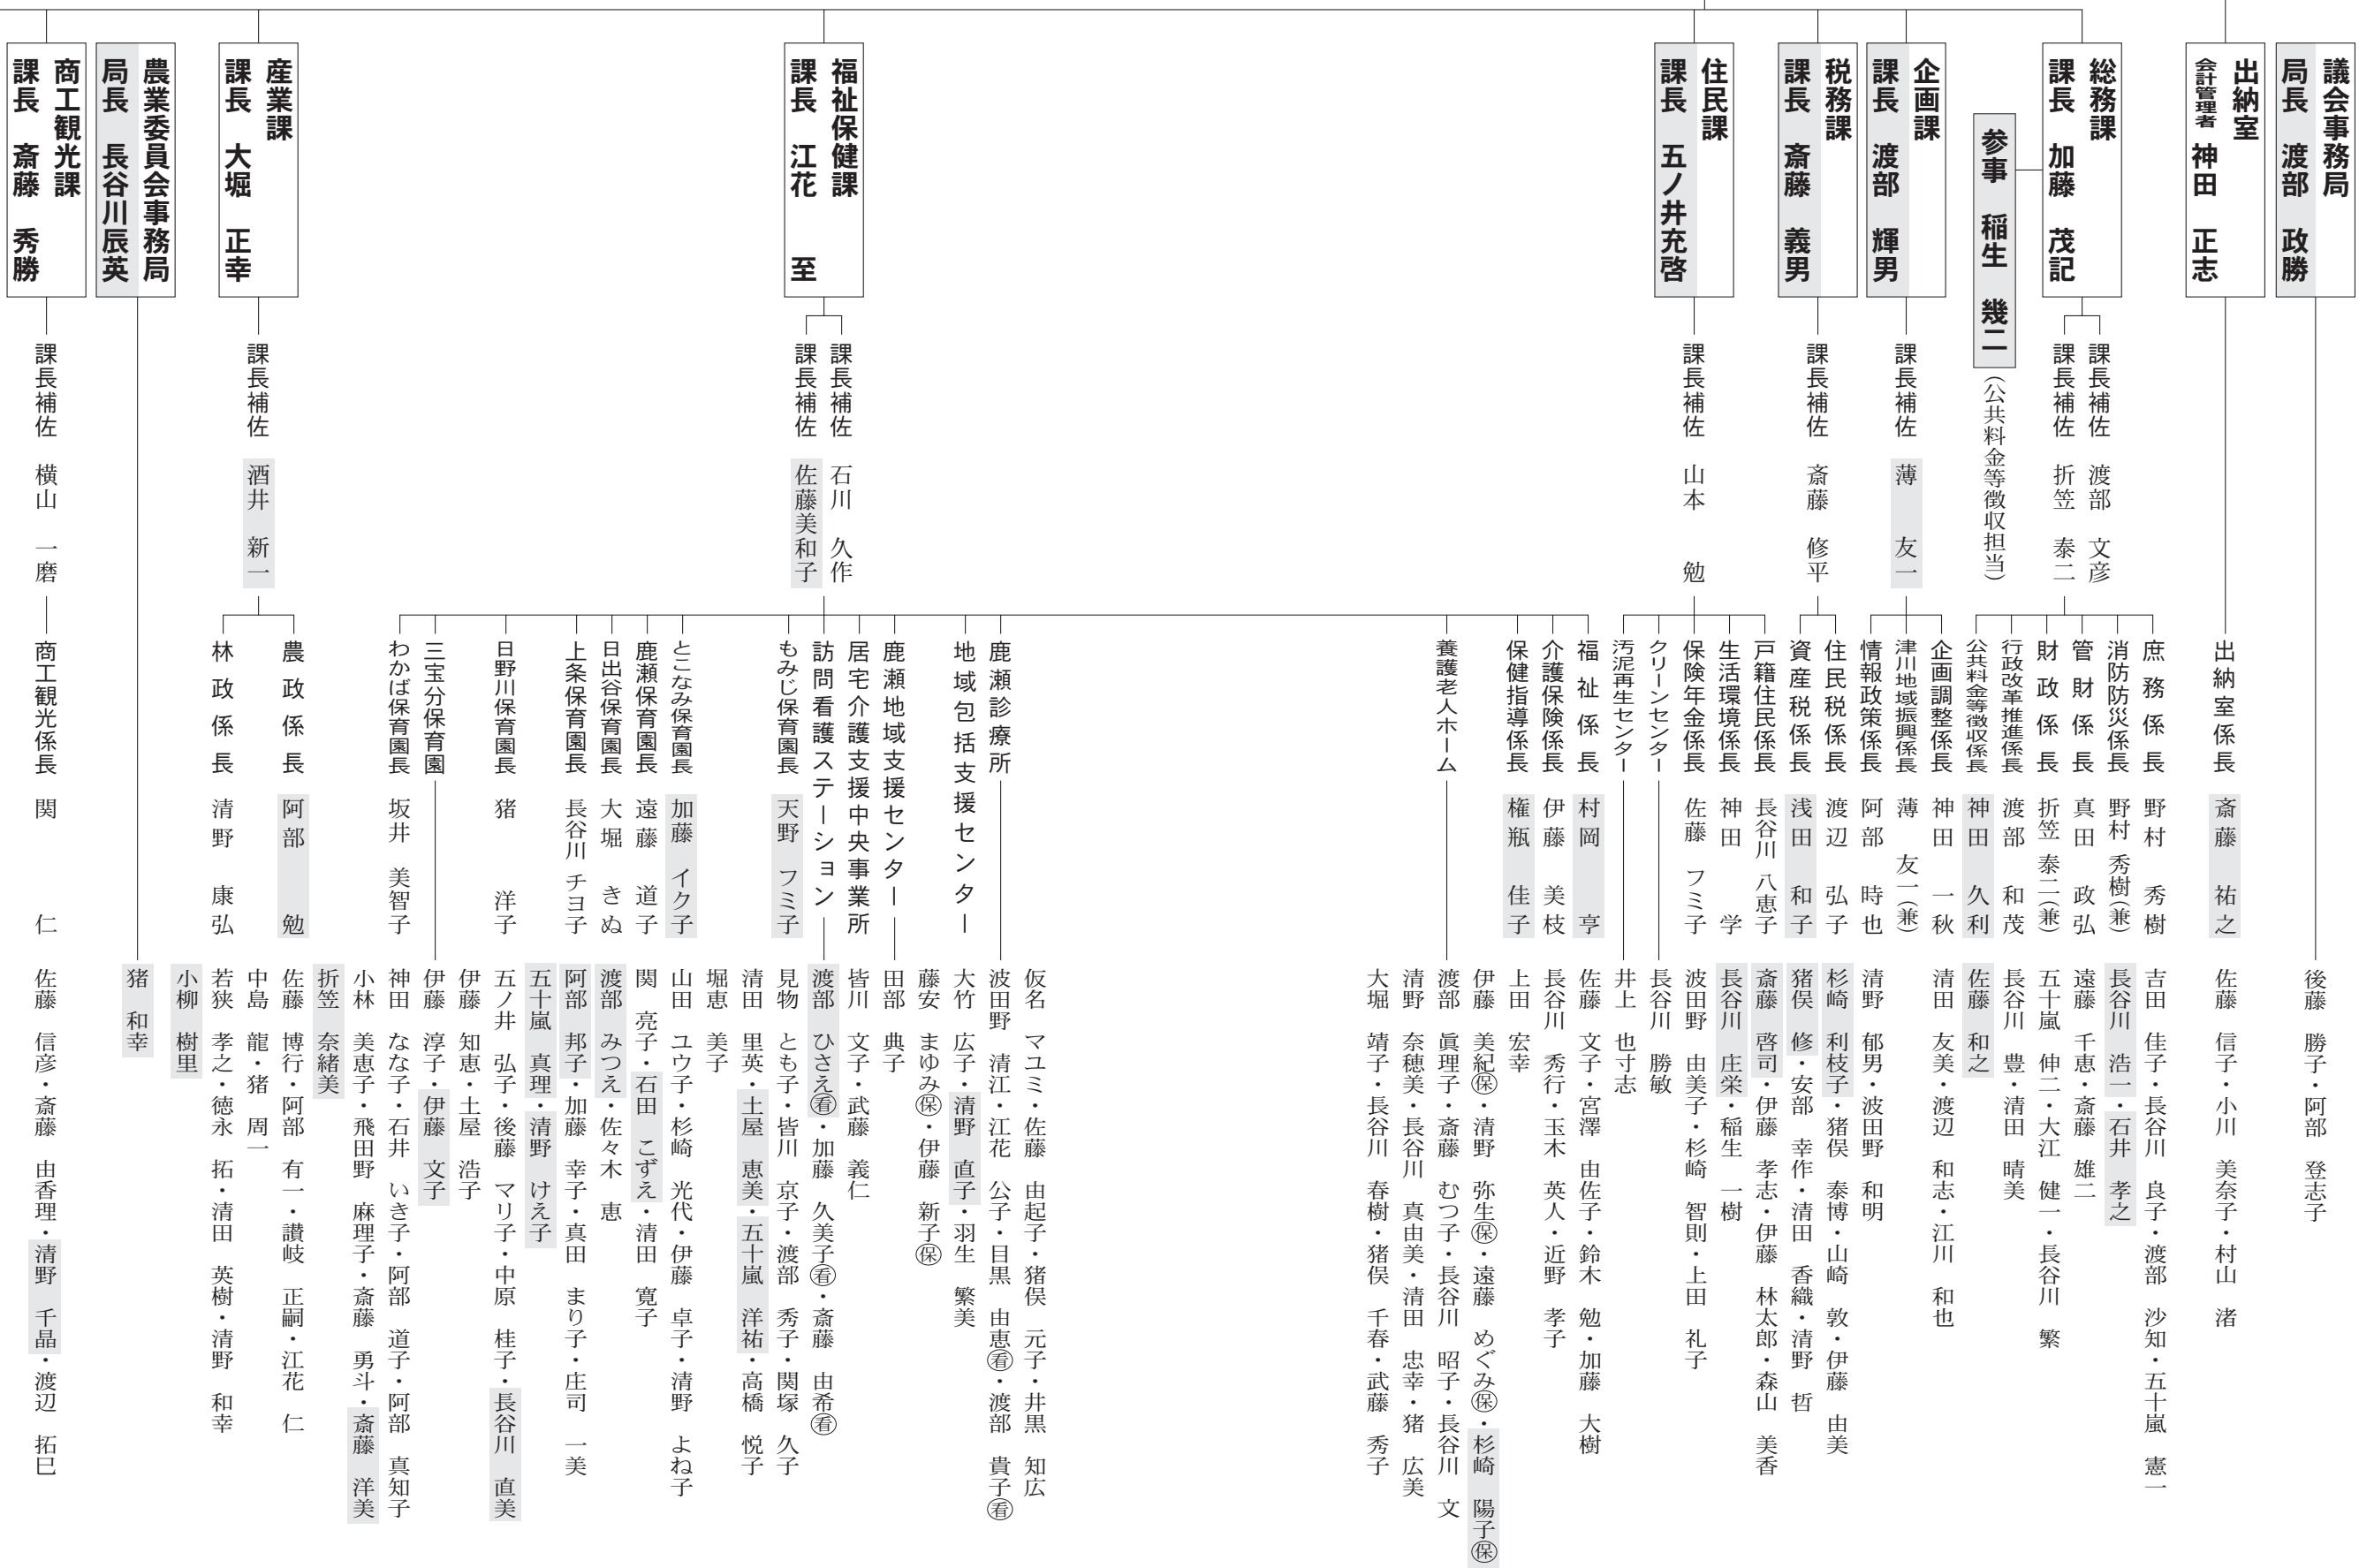 議会事務局
局長　渡部　政勝
後藤　勝子・阿部　登志子
出納室
会計管理者　神田　正志
出納室係長　斎藤　祐之
佐藤　信子・小川　美奈子・村山　渚
総務課
課長　加藤　茂記
参事　稲生　幾二
（公共料金等徴収担当）
課長補佐　渡部　文彦
課長補佐　折笠　泰二
庶務係長　野村　秀樹
吉田　佳子・長谷川　良子・渡部　沙知・五十嵐　憲一
消防防災係長　野村　秀樹（兼）
長谷川　浩一・石井　孝之
管財係長　真田　政弘
遠藤　千恵・斎藤　雄二
財政係長　折笠　泰二（兼）
五十嵐　伸二・大江　健一・長谷川　繁
行政改革推進係長　渡部　和茂
長谷川　豊・清田　晴美
公共料金等徴収係長　神田　久利
佐藤　和之
企画課
課長　渡部　輝男
課長補佐　薄　友一
企画調整係長　神田　一秋
清田　友美・渡辺　和志・江川　和也
津川地域振興係長　薄　友一（兼）
情報政策係長　阿部　時也
清野　郁男・波田野　和明
税務課
課長　斎藤　義男
課長補佐　斎藤　修平
住民税係長　渡辺　弘子
杉崎　利枝子・猪俣　泰博・山崎　敦・伊藤　由美
資産税係長　浅田　和子
猪俣　修・安部　幸作・清田　香織・清野　哲
斎藤　啓司・伊藤　孝志・伊藤　林太郎・森山　美香
住民課
課長　五ノ井充啓
課長補佐　山本　勉
戸籍住民係長　長谷川　八恵子
生活環境係長　神田　学
長谷川　庄栄・稲生　一樹
保険年金係長　佐藤　フミ子
波田野　由美子・杉崎　智則・上田　礼子
クリーンセンター
長谷川　勝敏
汚泥再生センター
井上　也寸志
福祉保健課
課長　江花　至
課長補佐　石川　久作
課長補佐　佐藤美和子
福祉係長　村岡　亨
佐藤　文子・宮澤　由佐子・鈴木　勉・加藤　大樹
介護保険係長　伊藤　美枝
長谷川　秀行・玉木　英人・近野　孝子
保健指導係長　権瓶　佳子
上田　宏幸
伊藤　美紀㊩・清野　弥生㊩・遠藤　めぐみ㊩・杉崎　陽子㊩
養護老人ホーム
渡部　眞理子・斎藤　むつ子・長谷川　昭子・長谷川　文
清野　奈穂美・長谷川　真由美・清田　忠幸・猪　広美
大堀　靖子・長谷川　春樹・猪俣　千春・武藤　秀子
鹿瀬診療所
仮名　マユミ・佐藤　由起子・猪俣　元子・井黒　知広
波田野　清江・江花　公子・目黒　由恵(看)・渡部　貴子(看)
地域包括支援センター
大竹　広子・清野　直子・羽生　繁美
藤安　まゆみ(保)・伊藤　新子(保)
鹿瀬地域支援センター
田部　典子
居宅介護支援中央事業所
皆川　文子・武藤　義仁
訪問看護ステーション
渡部　ひさえ(看)・加藤　久美子(看)・斎藤　由希(看)
もみじ保育園長　天野　フミ子
見物　とも子・皆川　京子・渡部　秀子・関塚　久子
清田　里英・土屋　恵美・五十嵐　洋祐・高橋　悦子
堀恵　美子
とこなみ保育園長　加藤　イク子
山田　ユウ子・杉崎　光代・伊藤　卓子・清野　よね子
鹿瀬保育園長　遠藤　道子
関　亮子・石田　こずえ・清田　寛子
日出谷保育園長　大堀　きぬ
渡部　みつえ・佐々木　恵
上条保育園長　長谷川　チヨ子
阿部　邦子・加藤　幸子・真田　まり子・庄司　一美
五十嵐　真理・清野　けえ子
日野川保育園長　猪　洋子
五ノ井　弘子・後藤　マリ子・中原　桂子・長谷川　直美
伊藤　知恵・土屋　浩子
三宝分保育園
伊藤　淳子・伊藤　文子
わかば保育園長　坂井　美智子
神田　なな子・石井　いき子・阿部　道子・阿部　真知子
小林　美恵子・飛田野　麻理子・斎藤　勇斗・斎藤　洋美
折笠　奈緒美
産業課
課長　大堀　正幸
課長補佐　酒井　新一
農政係長　阿部　勉
佐藤　博行・阿部　有一・讃岐　正嗣・江花　仁
中島　龍・猪　周一
林政係長　清野　康弘
若狭　孝之・徳永　拓・清田　英樹・清野　和幸
小柳　樹里
農業委員会事務局
局長　長谷川辰英
猪　和幸
商工観光課
課長　斎藤　秀勝
課長補佐　横山　一磨
商工観光係長　関　仁
佐藤　信彦・斎藤　由香理・清野　千晶・渡辺　拓巳